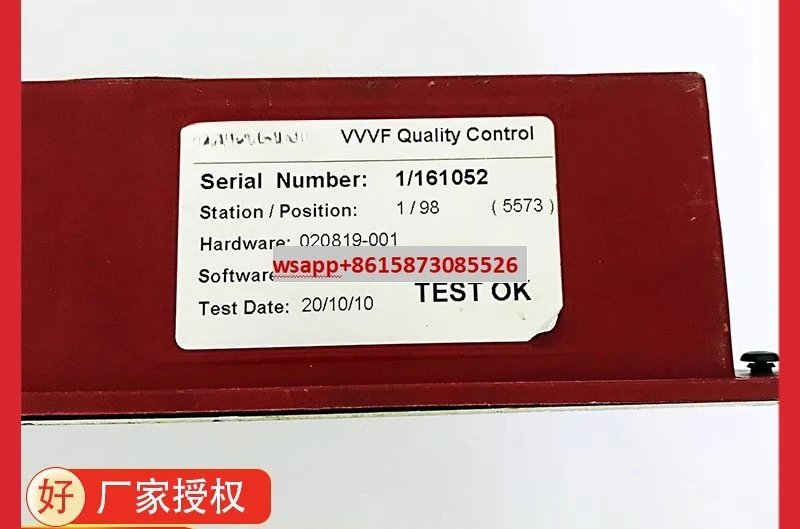 VVVF Quality Control
Serial Number: 1/161052
Station / Position: 1 / 98 ( 5573 )
Hardware: 020819-001
wsapp+8615873085526
Software
TEST OK
Test Date: 20/10/10
好 厂家授权